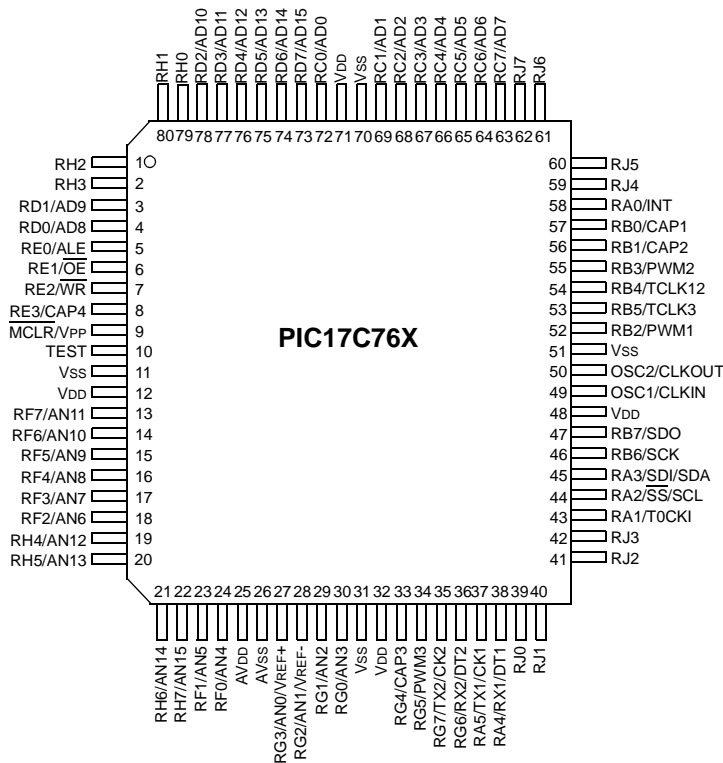 RH1
RH0
RD2/AD10
RD3/AD11
RD4/AD12
RD5/AD13
RD6/AD14
RD7/AD15
RC0/AD0
VDD
VSS
RC1/AD1
RC2/AD2
RC3/AD3
RC4/AD4
RC5/AD5
RC6/AD6
RC7/AD7
RJ7
RJ6
80 79 78 77 76 75 74 73 72 71 70 69 68 67 66 65 64 63 62 61
RH2 1
RH3 2
RD1/AD9 3
RD0/AD8 4
RE0/ALE 5
RE1/OE 6
RE2/WR 7
RE3/CAP4 8
MCLR/VPP 9
TEST 10
VSS 11
VDD 12
RF7/AN11 13
RF6/AN10 14
RF5/AN9 15
RF4/AN8 16
RF3/AN7 17
RF2/AN6 18
RH4/AN12 19
RH5/AN13 20
PIC17C76X
60 RJ5
59 RJ4
58 RA0/INT
57 RB0/CAP1
56 RB1/CAP2
55 RB3/PWM2
54 RB4/TCLK12
53 RB5/TCLK3
52 RB2/PWM1
51 VSS
50 OSC2/CLKOUT
49 OSC1/CLKIN
48 VDD
47 RB7/SDO
46 RB6/SCK
45 RA3/SDI/SDA
44 RA2/SS/SCL
43 RA1/T0CKI
42 RJ3
41 RJ2
21 22 23 24 25 26 27 28 29 30 31 32 33 34 35 36 37 38 39 40
RH6/AN14
RH7/AN15
RF1/AN5
RF0/AN4
AVDD
AVSS
RG3/AN0/VREF+
RG2/AN1/VREF-
RG1/AN2
RG0/AN3
VSS
VDD
RG4/CAP3
RG5/PWM3
RG7/TX2/CK2
RG6/RX2/DT2
RA5/TX1/CK1
RA4/RX1/DT1
RJ0
RJ1